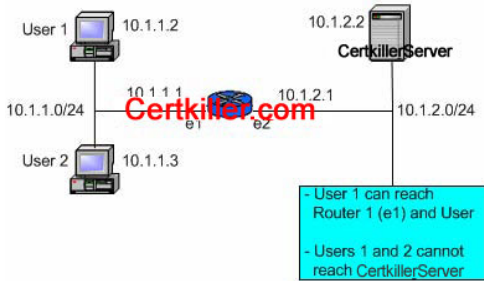 User 1
10.1.1.2
10.1.2.2
CertkillerServer
10.1.1.0/24
10.1.1.1
10.1.2.1
10.1.2.0/24
Certkiller.com
e1
e2
User 2
10.1.1.3
- User 1 can reach
Router 1 (e1) and User
- Users 1 and 2 cannot
reach CertkillerServer